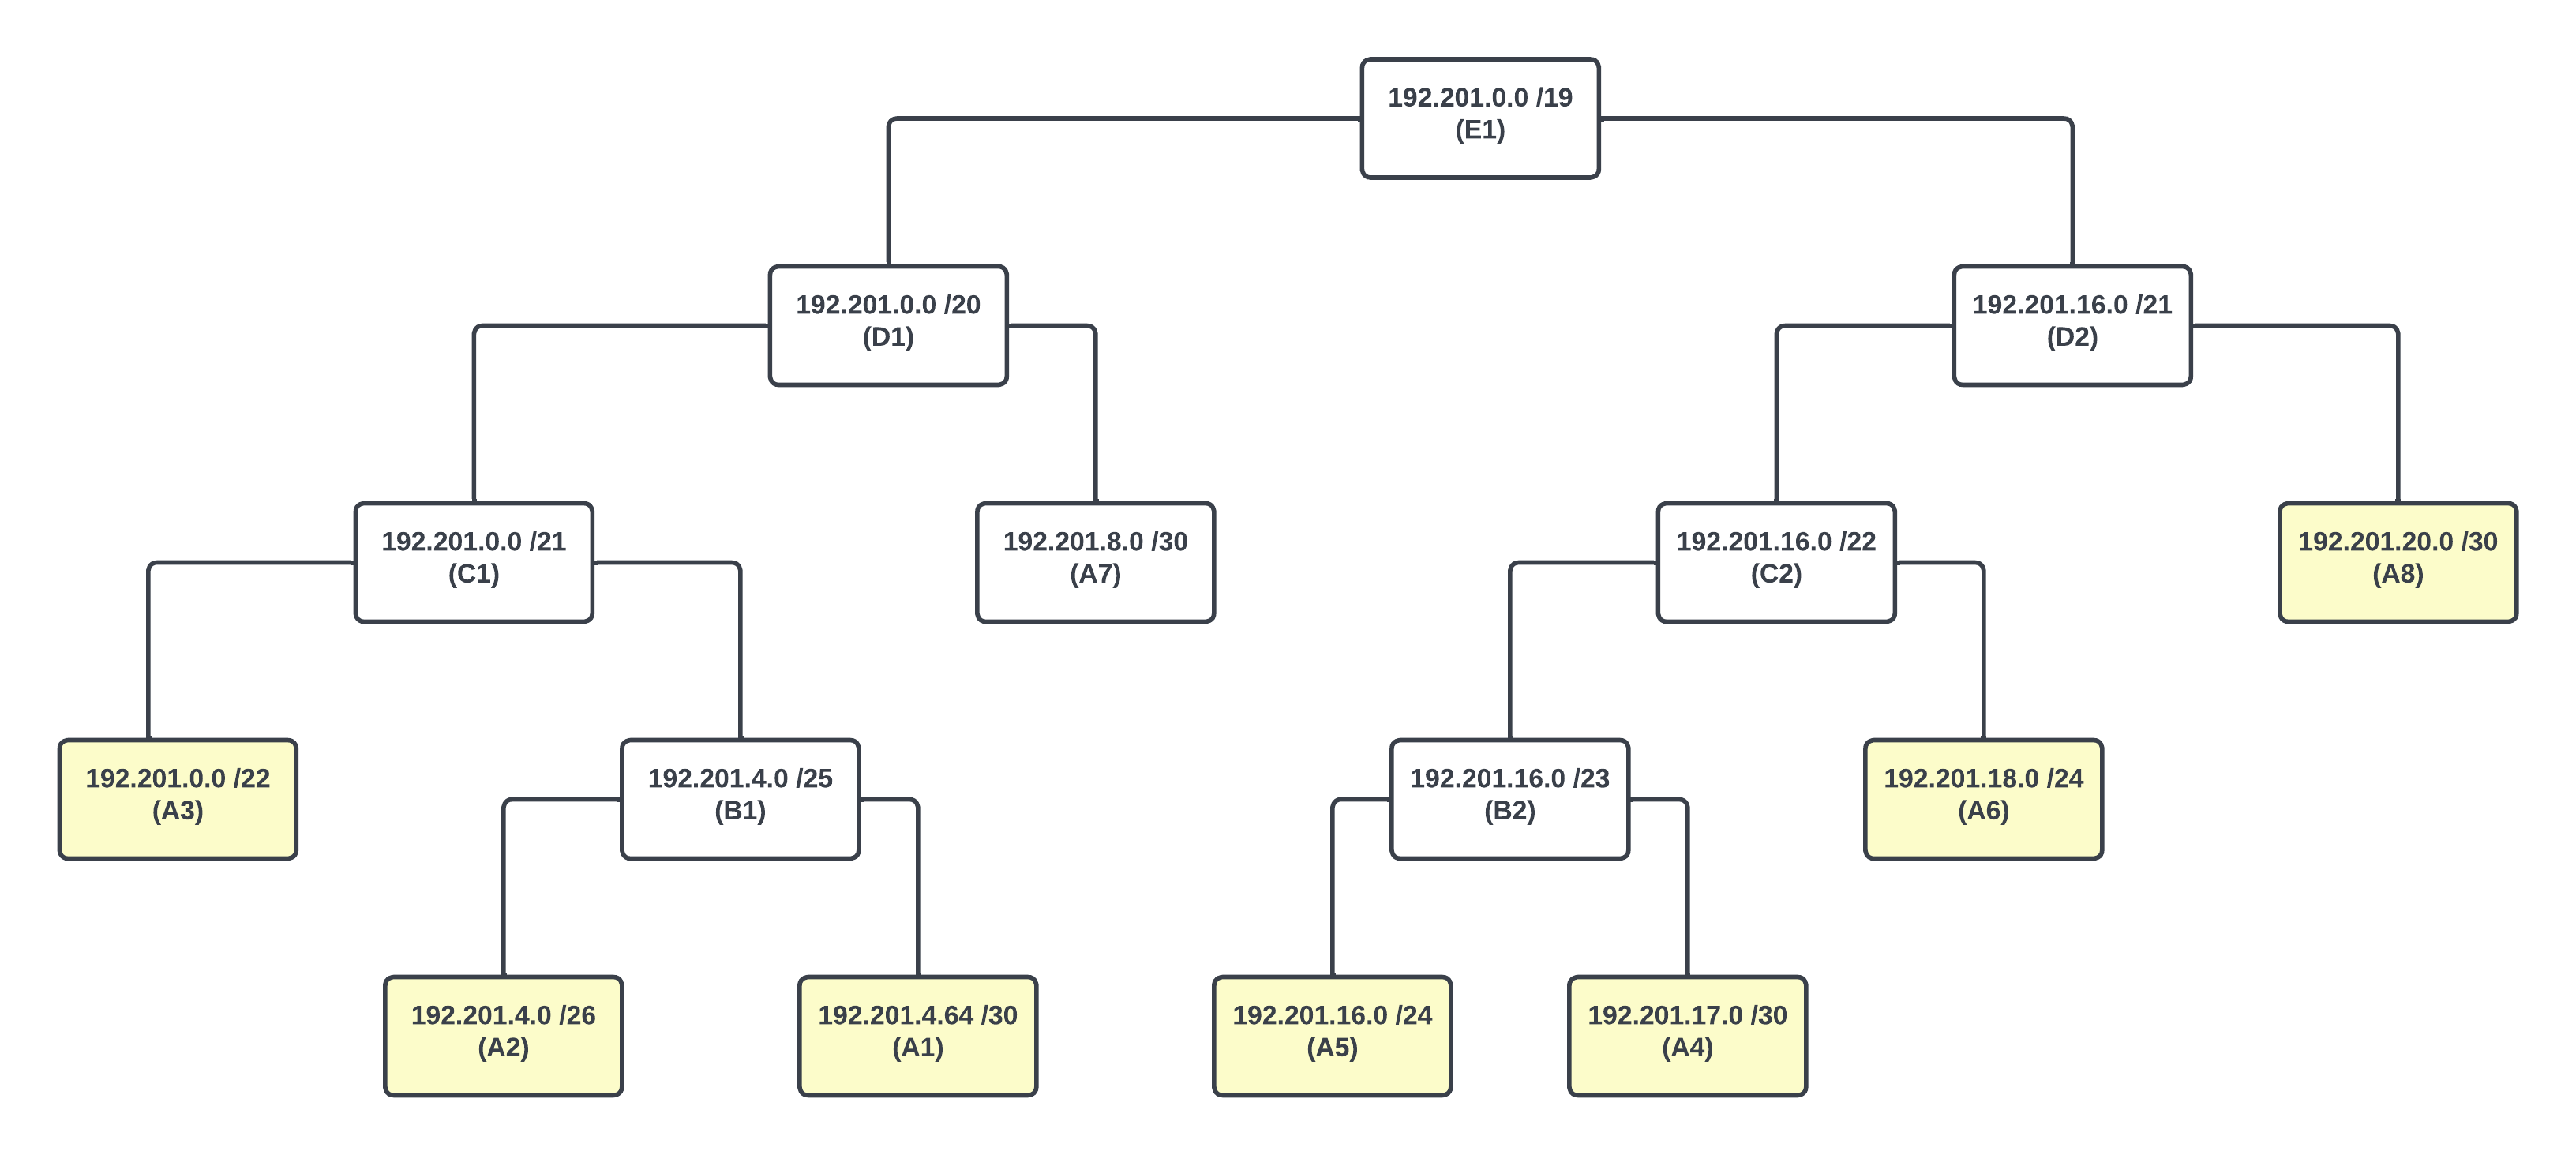 192.201.0.0 /19
(E1)
192.201.0.0 /20
(D1)
192.201.16.0 /21
(D2)
192.201.0.0 /21
(C1)
192.201.8.0 /30
(A7)
192.201.16.0 /22
(C2)
192.201.20.0 /30
(A8)
192.201.0.0 /22
(A3)
192.201.4.0 /25
(B1)
192.201.16.0 /23
(B2)
192.201.18.0 /24
(A6)
192.201.4.0 /26
(A2)
192.201.4.64 /30
(A1)
192.201.16.0 /24
(A5)
192.201.17.0 /30
(A4)